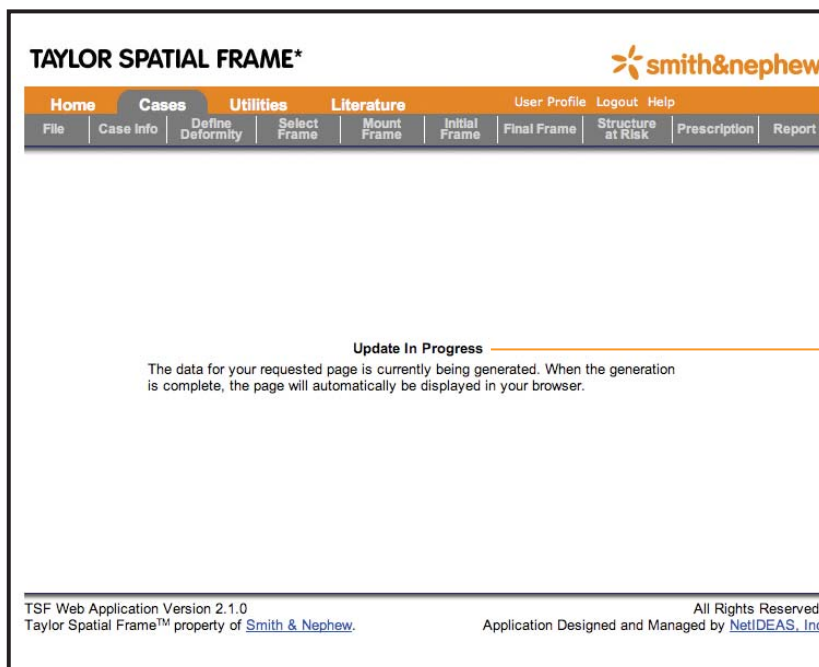 TAYLOR SPATIAL FRAME*
smith&nephew
Home Cases Utilities Literature User Profile Logout Help
File Case Info Define Deformity Select Frame Mount Frame Initial Frame Final Frame Structure at Risk Prescription Report
Update In Progress
The data for your requested page is currently being generated. When the generation
is complete, the page will automatically be displayed in your browser.
TSF Web Application Version 2.1.0 All Rights Reserved
Taylor Spatial Frame™ property of Smith & Nephew. Application Designed and Managed by NetIDEAS, Inc